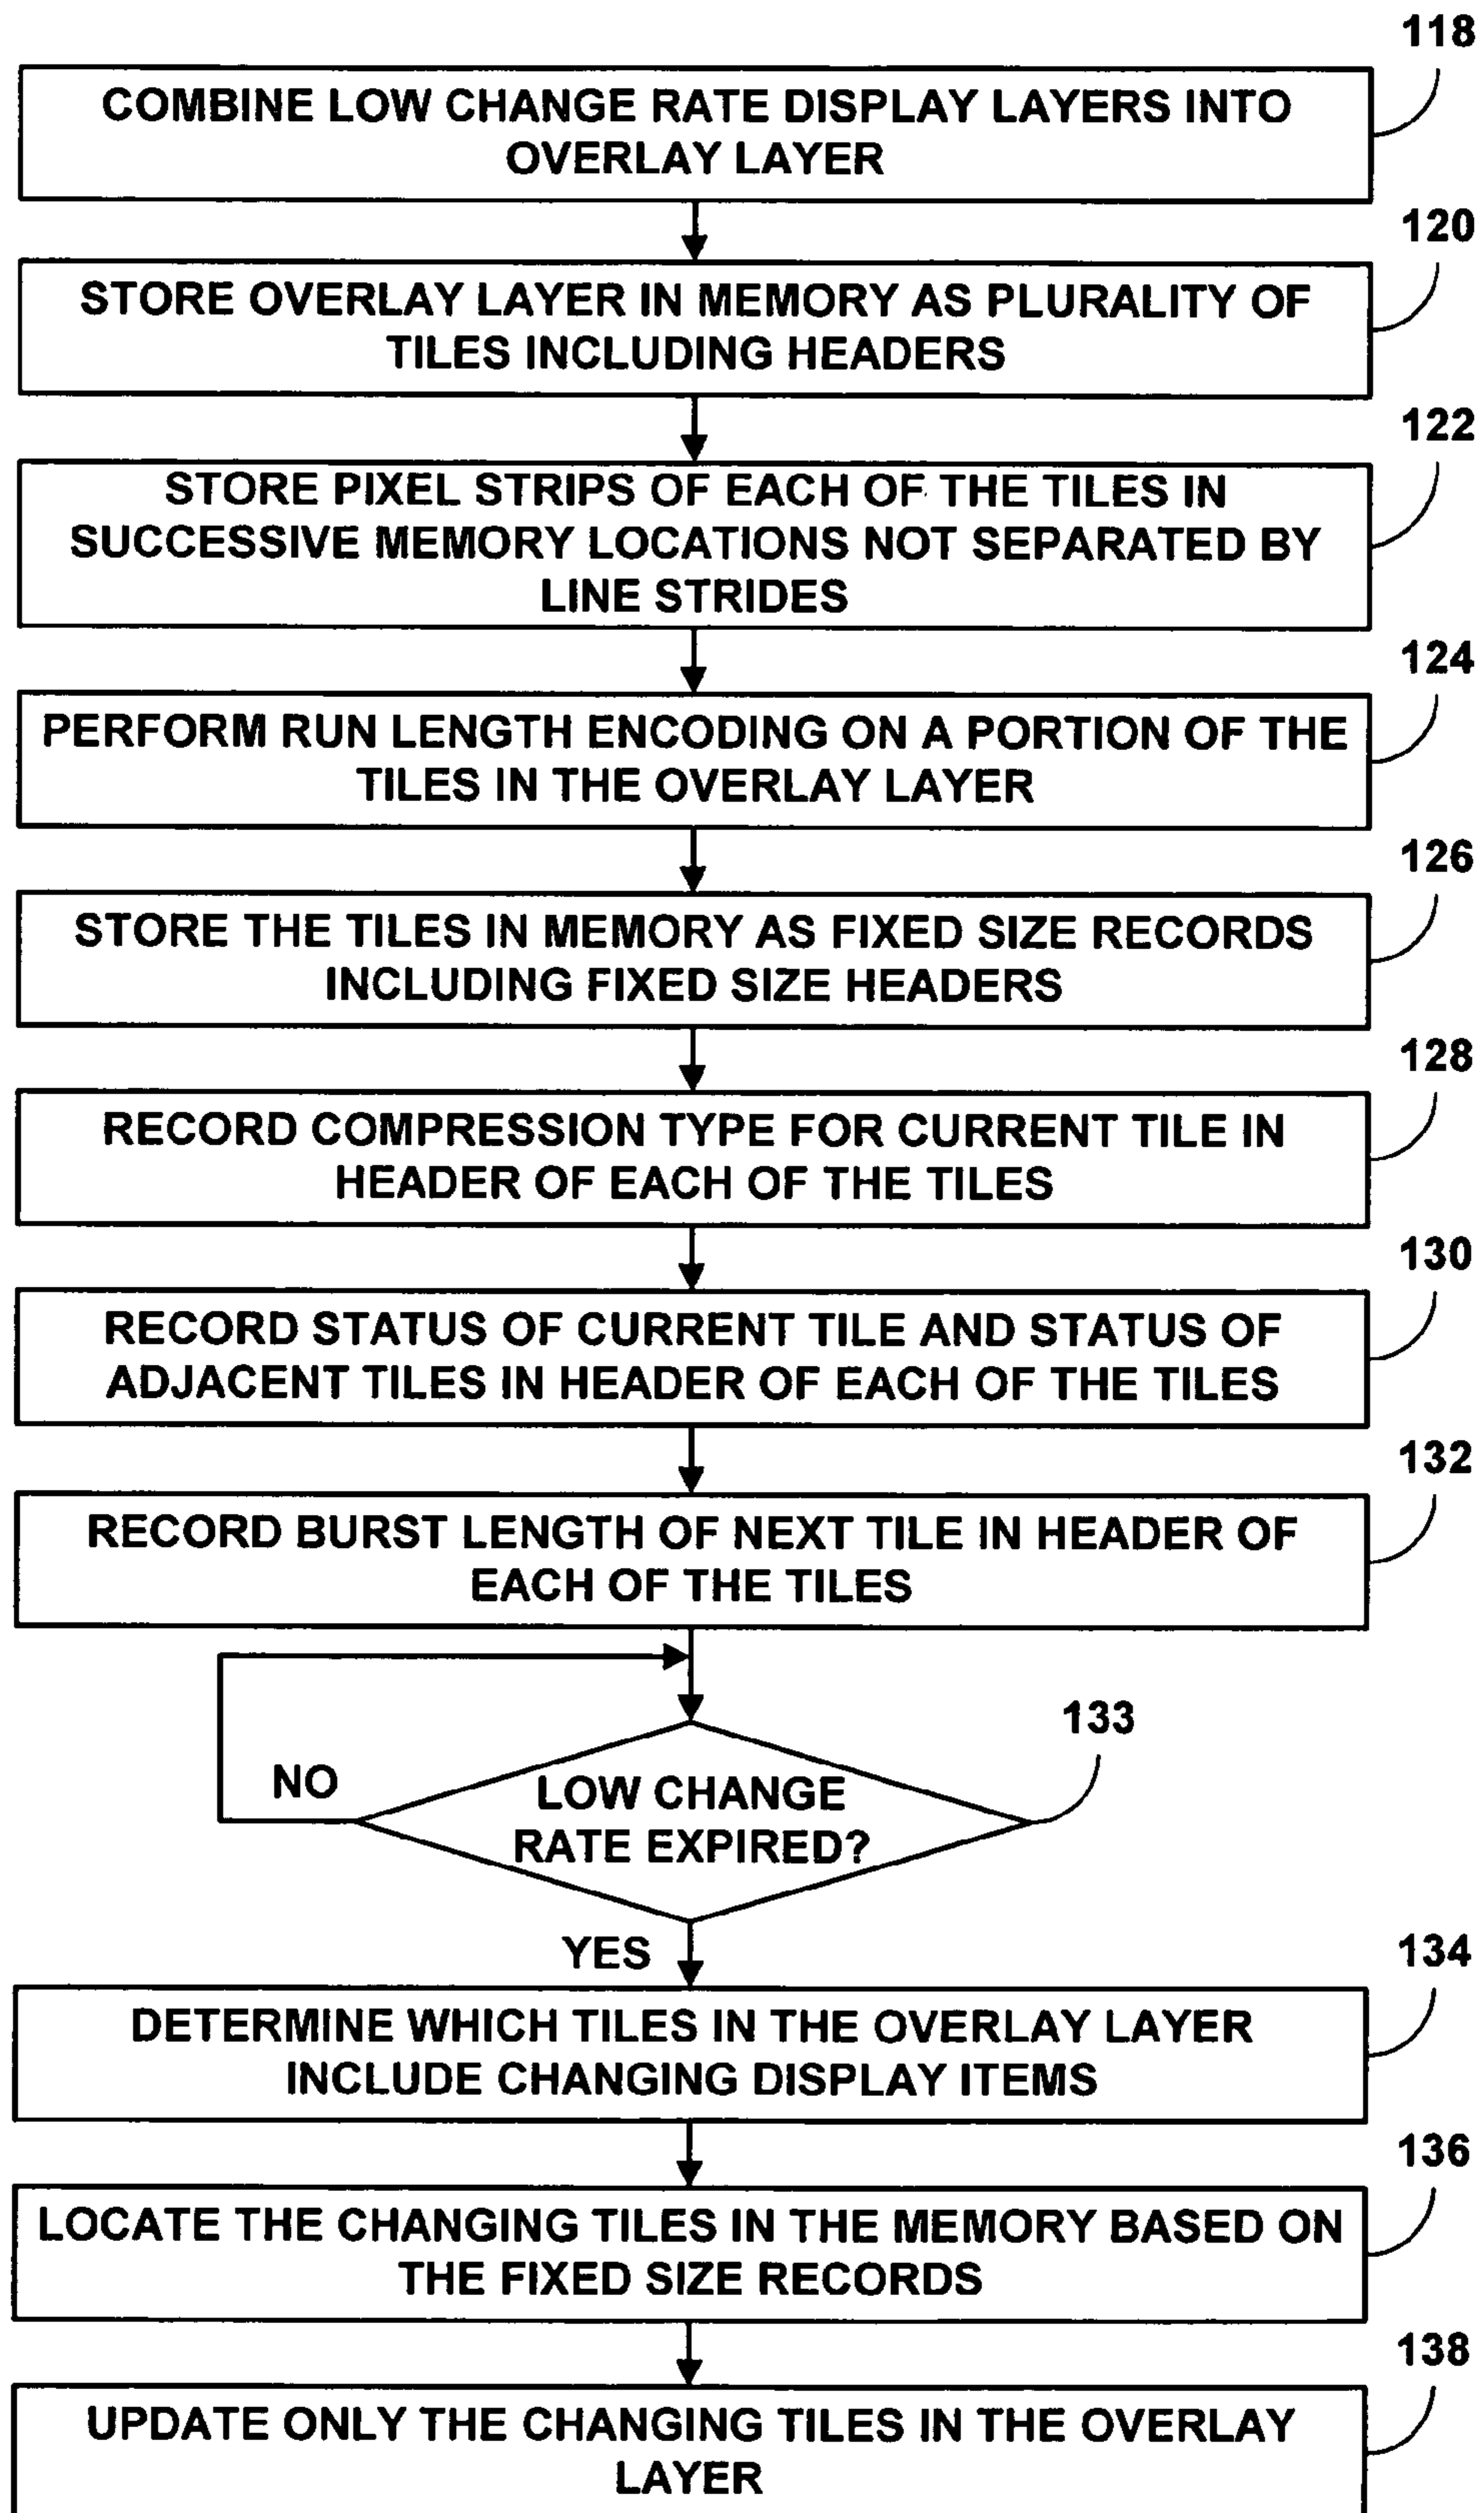 118
COMBINE LOW CHANGE RATE DISPLAY LAYERS INTO
OVERLAY LAYER
120
STORE OVERLAY LAYER IN MEMORY AS PLURALITY OF
TILES INCLUDING HEADERS
122
STORE PIXEL STRIPS OF EACH OF THE TILES IN
SUCCESSIVE MEMORY LOCATIONS NOT SEPARATED BY
LINE STRIDES
124
PERFORM RUN LENGTH ENCODING ON A PORTION OF THE
TILES IN THE OVERLAY LAYER
126
STORE THE TILES IN MEMORY AS FIXED SIZE RECORDS
INCLUDING FIXED SIZE HEADERS
128
RECORD COMPRESSION TYPE FOR CURRENT TILE IN
HEADER OF EACH OF THE TILES
130
RECORD STATUS OF CURRENT TILE AND STATUS OF
ADJACENT TILES IN HEADER OF EACH OF THE TILES
132
RECORD BURST LENGTH OF NEXT TILE IN HEADER OF
EACH OF THE TILES
133
NO
LOW CHANGE
RATE EXPIRED?
YES
134
DETERMINE WHICH TILES IN THE OVERLAY LAYER
INCLUDE CHANGING DISPLAY ITEMS
136
LOCATE THE CHANGING TILES IN THE MEMORY BASED ON
THE FIXED SIZE RECORDS
138
UPDATE ONLY THE CHANGING TILES IN THE OVERLAY
LAYER